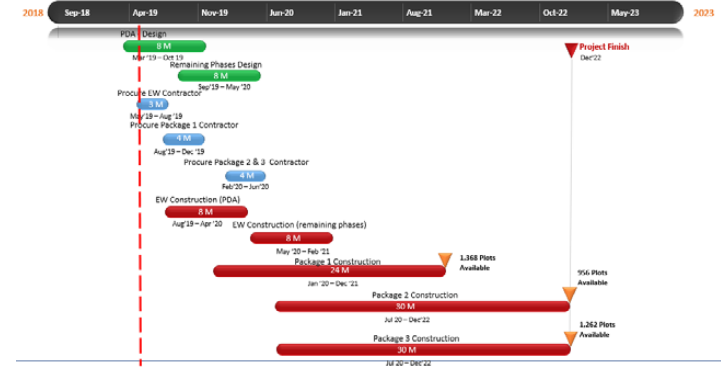 2018 Sep-18 Apr-19 Nov-19 Jun-20 Jan-21 Aug-21 Mar-22 Oct-22 May-23 2023
PDA Design
8 M
Mar '19 – Oct 19
Project Finish
Dec'22
Remaining Phases Design
8 M
Sep'19 – May '20
Procure EW Contractor
3 M
May'19 – Aug '19
Procure Package 1 Contractor
4 M
Aug'19 – Dec '19
Procure Package 2 & 3 Contractor
4 M
Feb'20 – Jun'20
EW Construction (PDA)
8 M
Aug'19 – Apr '20
EW Construction (remaining phases)
8 M
May '20 – Feb '21
Package 1 Construction
24 M
Jan '20 – Dec '21
1,368 Plots
Available
Package 2 Construction
30 M
Jul 20 – Dec'22
956 Plots
Available
Package 3 Construction
30 M
Jul 20 – Dec'22
1,262 Plots
Available